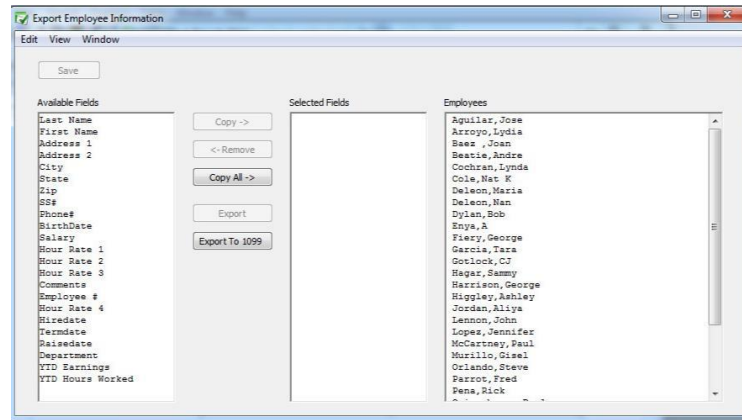 Export Employee Information
Edit View Window
Save
Available Fields
Selected Fields
Employees
Last Name
First Name
Address 1
Address 2
City
State
Zip
SS#
Phone#
BirthDate
Salary
Hour Rate 1
Hour Rate 2
Hour Rate 3
Comments
Employee #
Hour Rate 4
Hiredate
Termdate
Raisedate
Department
YTD Earnings
YTD Hours Worked
Copy ->
<- Remove
Copy All ->
Export
Export To 1099
Aguilar,Jose
Arroyo,Lydia
Baez ,Joan
Beatie,Andre
Cochran,Lynda
Cole,Nat K
Deleon,Maria
Deleon,Nan
Dylan,Bob
Enya,A
Fiery,George
Garcia,Tara
Gotlock,CJ
Hagar,Sammy
Harrison,George
Higgley,Ashley
Jordan,Aliya
Lennon,John
Lopez,Jennifer
McCartney,Paul
Murillo,Gisel
Orlando,Steve
Parrot,Fred
Pena,Rick